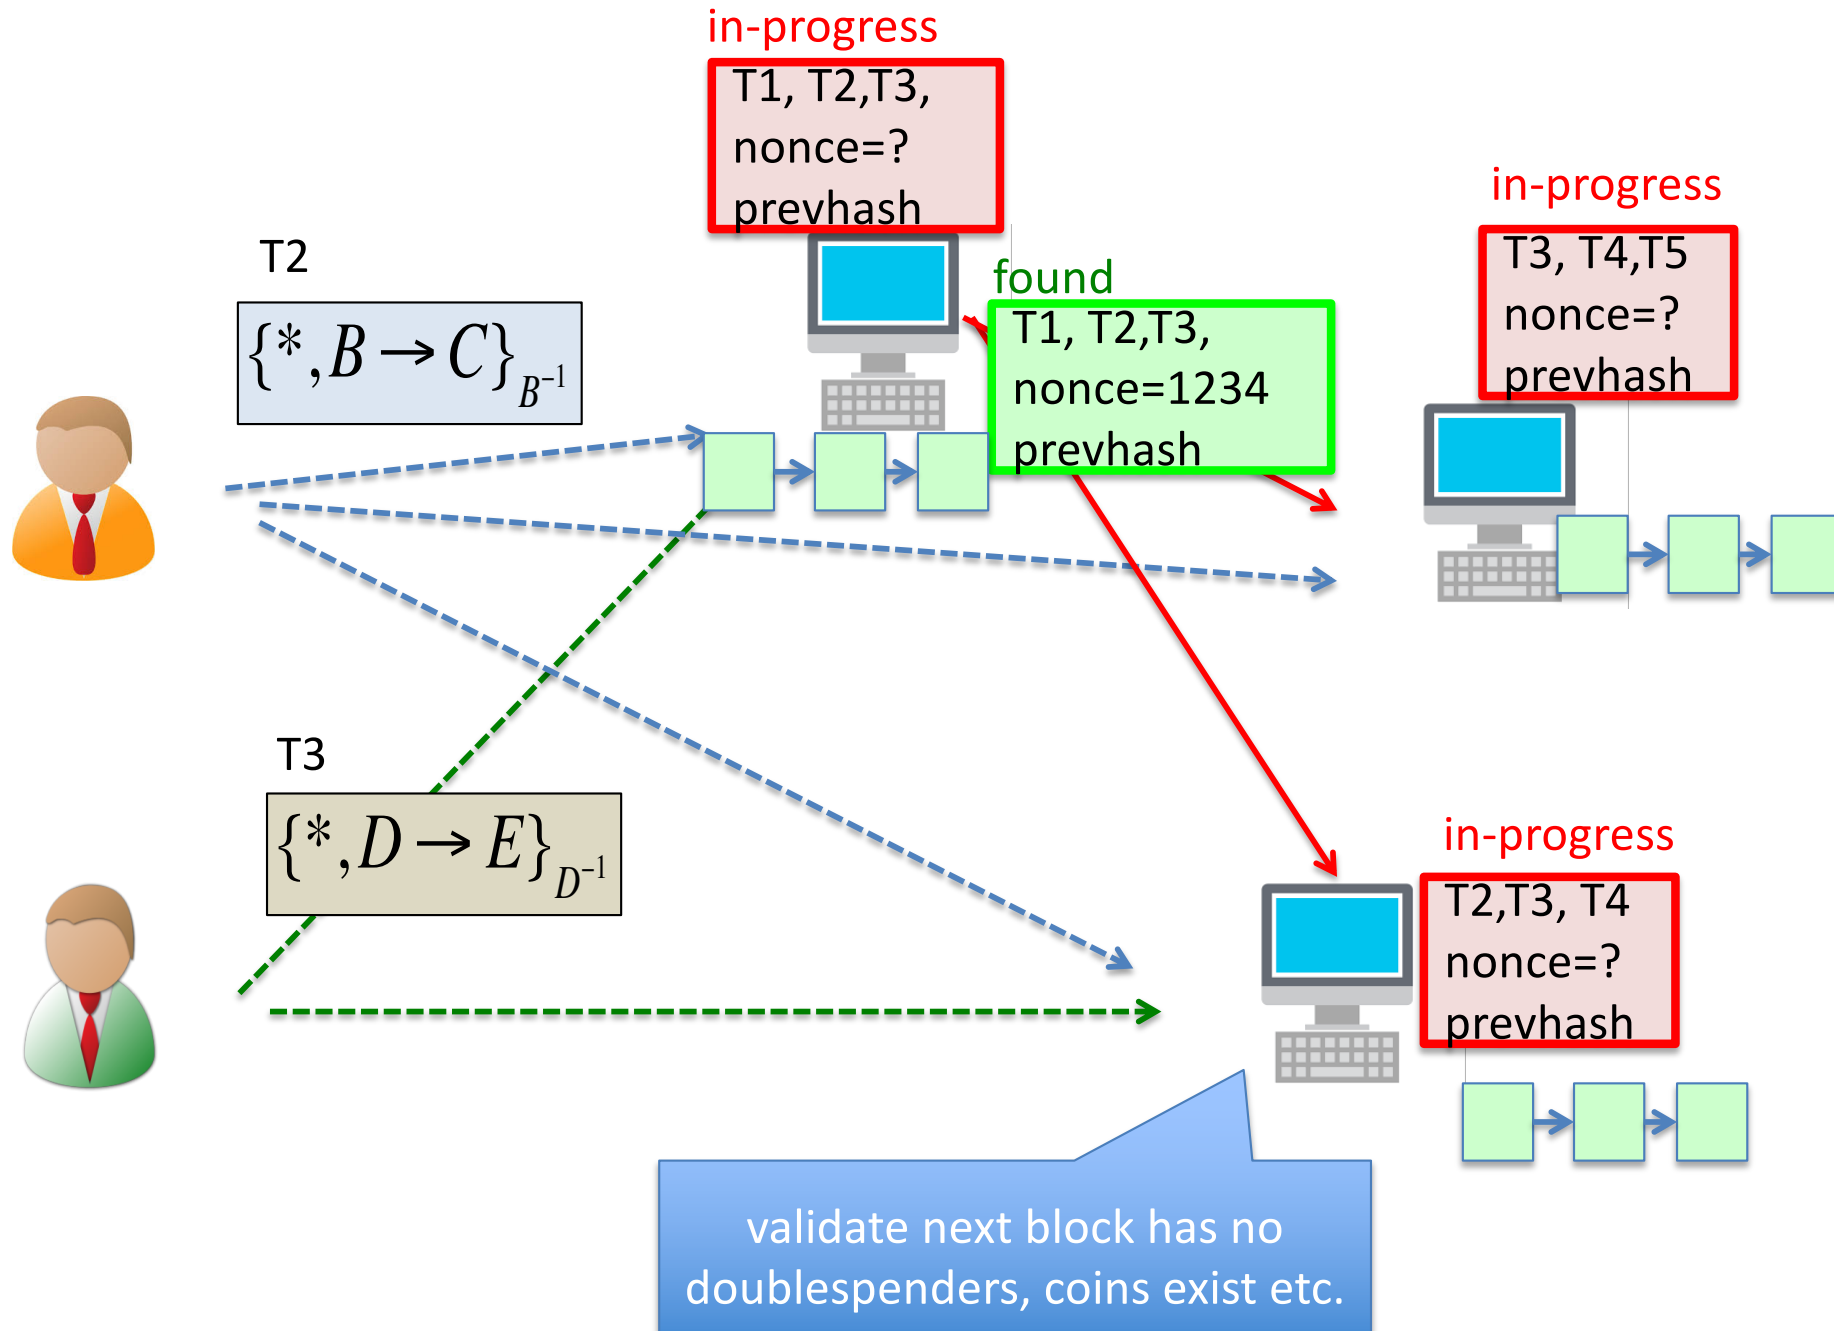 in-progress
T1, T2,T3,
nonce=?
prevhash
in-progress
T3, T4,T5
nonce=?
prevhash
T2
{*,B→C}B⁻¹
found
T1, T2,T3,
nonce=1234
prevhash
T3
{*,D→E}D⁻¹
in-progress
T2,T3, T4
nonce=?
prevhash
validate next block has no
doublespenders, coins exist etc.